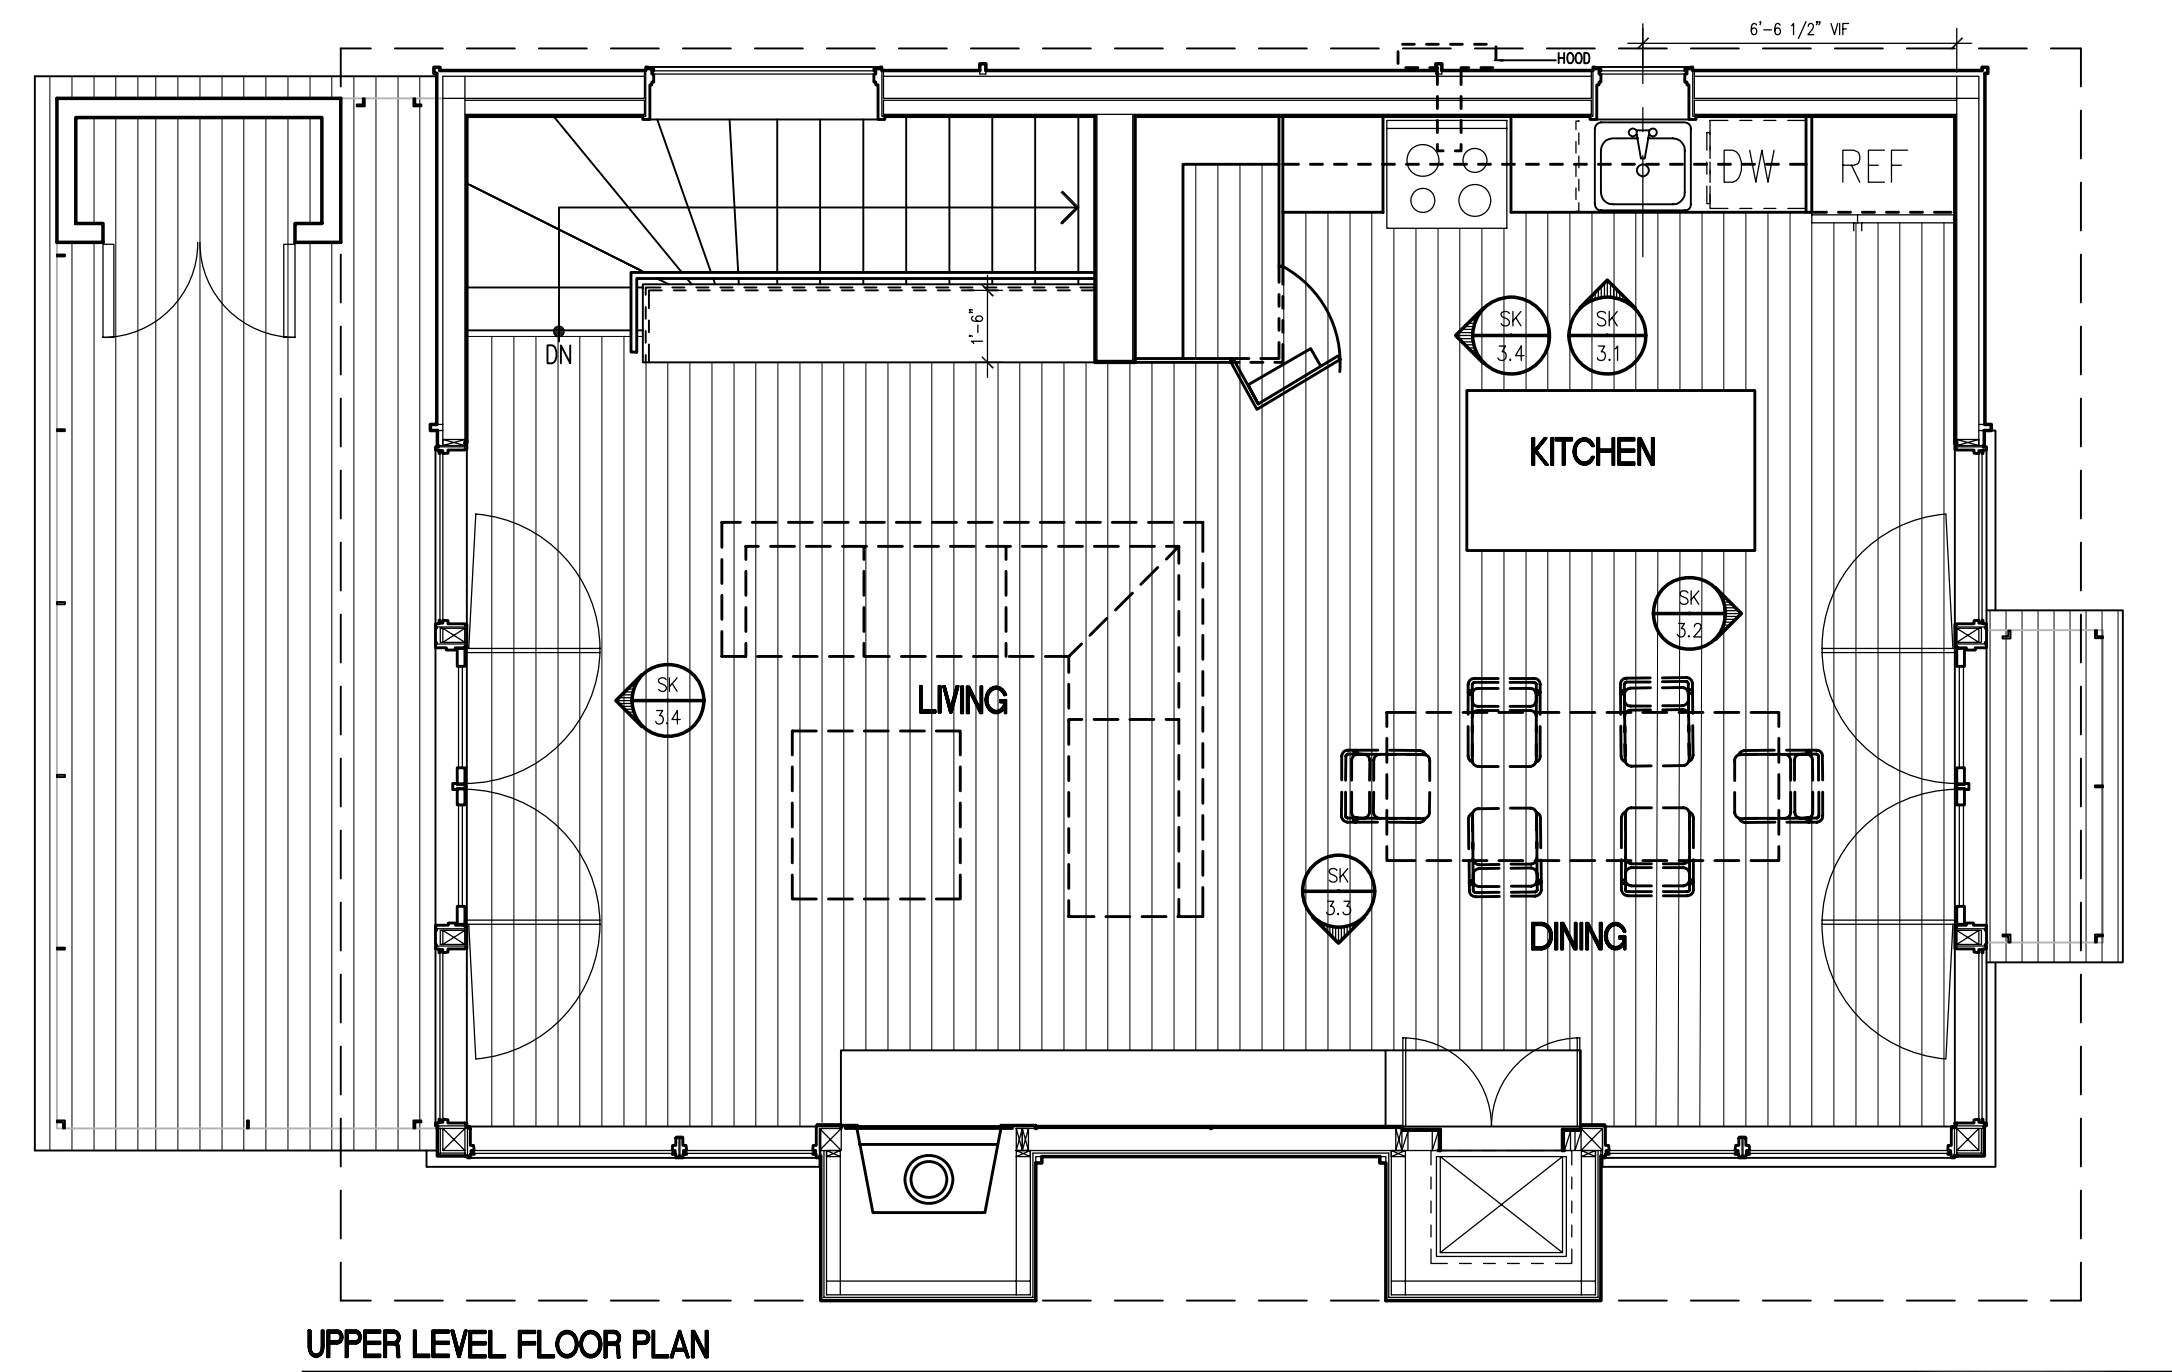 6'-6 1/2" VIF
HOOD
DW
REF
1'-6"
DN
SK
3.4
SK
3.1
KITCHEN
SK
3.2
SK
3.4
LIVING
SK
3.3
DINING
UPPER LEVEL FLOOR PLAN